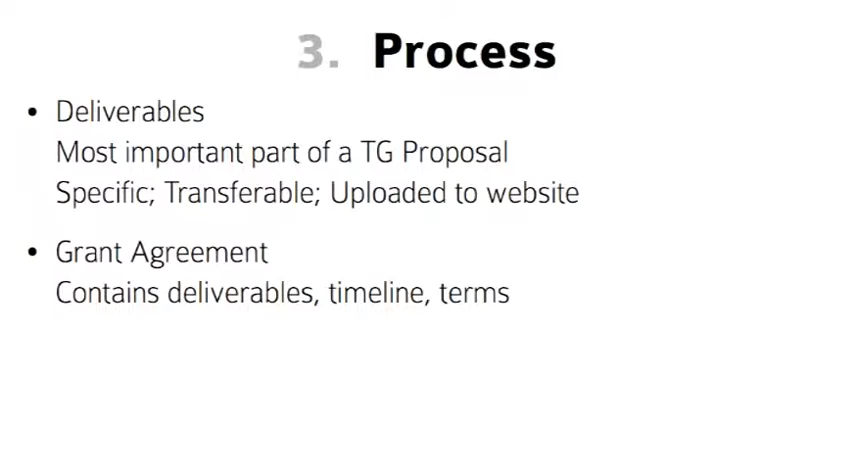 3. Process
• Deliverables
Most important part of a TG Proposal
Specific; Transferable; Uploaded to website
• Grant Agreement
Contains deliverables, timeline, terms